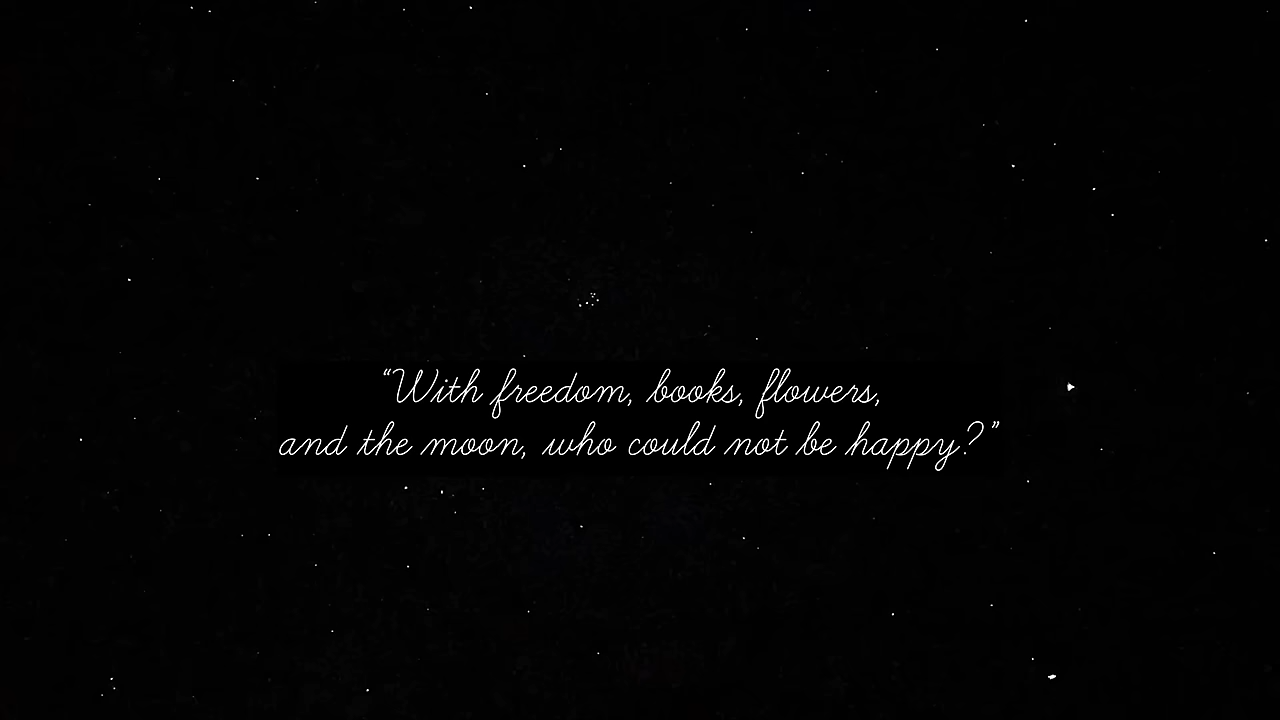 “With freedom, books, flowers,
and the moon, who could not be happy?”